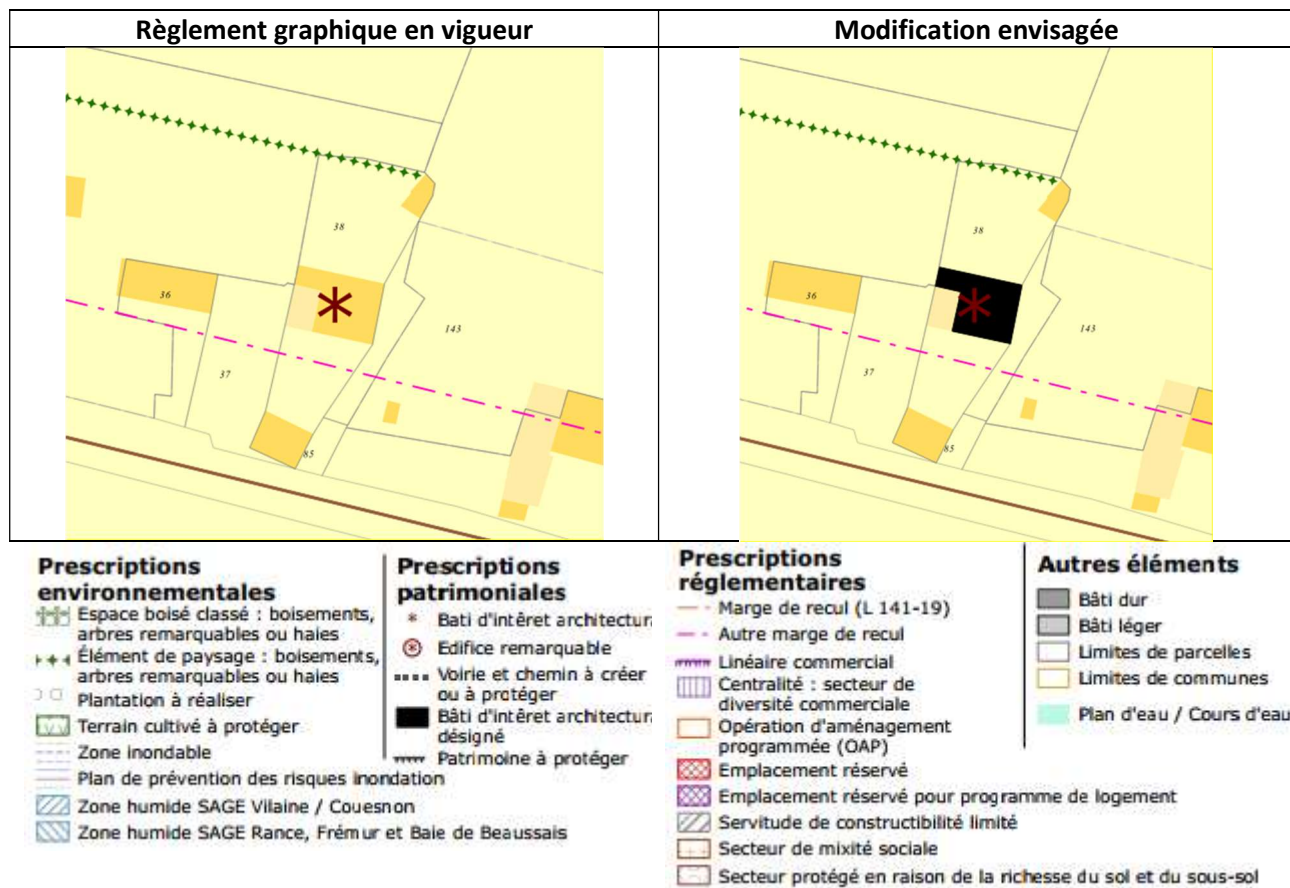 Règlement graphique en vigueur
Modification envisagée
38
36
37
143
85
38
36
37
143
85
Prescriptions
environnementales
Espace boisé classé : boisements,
arbres remarquables ou haies
Élément de paysage : boisements,
arbres remarquables ou haies
Plantation à réaliser
Terrain cultivé à protéger
Zone inondable
Plan de prévention des risques inondation
Zone humide SAGE Vilaine / Couesnon
Zone humide SAGE Rance, Frémur et Baie de Beaussais
Prescriptions
patrimoniales
Bati d'intêret architectura
Edifice remarquable
Voirie et chemin à créer
ou à protéger
Bâti d'intêret architectura
désigné
Patrimoine à protéger
Prescriptions
réglementaires
Marge de recul (L 141-19)
Autre marge de recul
Linéaire commercial
Centralité : secteur de
diversité commerciale
Opération d'aménagement
programmée (OAP)
Emplacement réservé
Emplacement réservé pour programme de logement
Servitude de constructibilité limité
Secteur de mixité sociale
Secteur protégé en raison de la richesse du sol et du sous-sol
Autres éléments
Bâti dur
Bâti léger
Limites de parcelles
Limites de communes
Plan d'eau / Cours d'eau